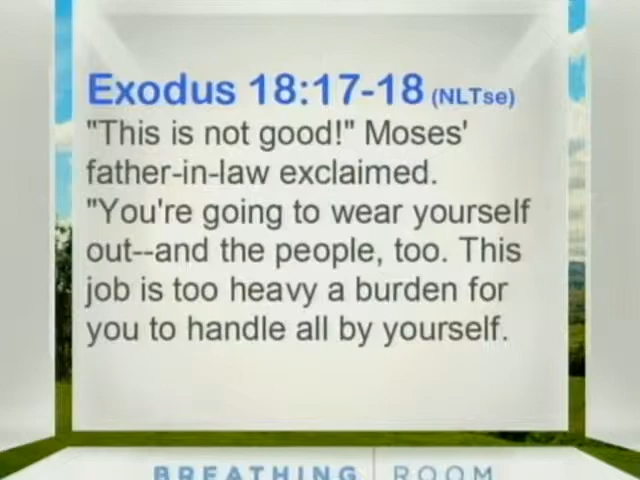 Exodus 18:17-18 (NLTse)
"This is not good!" Moses'
father-in-law exclaimed.
"You're going to wear yourself
out--and the people, too. This
job is too heavy a burden for
you to handle all by yourself.
BREATHING ROOM